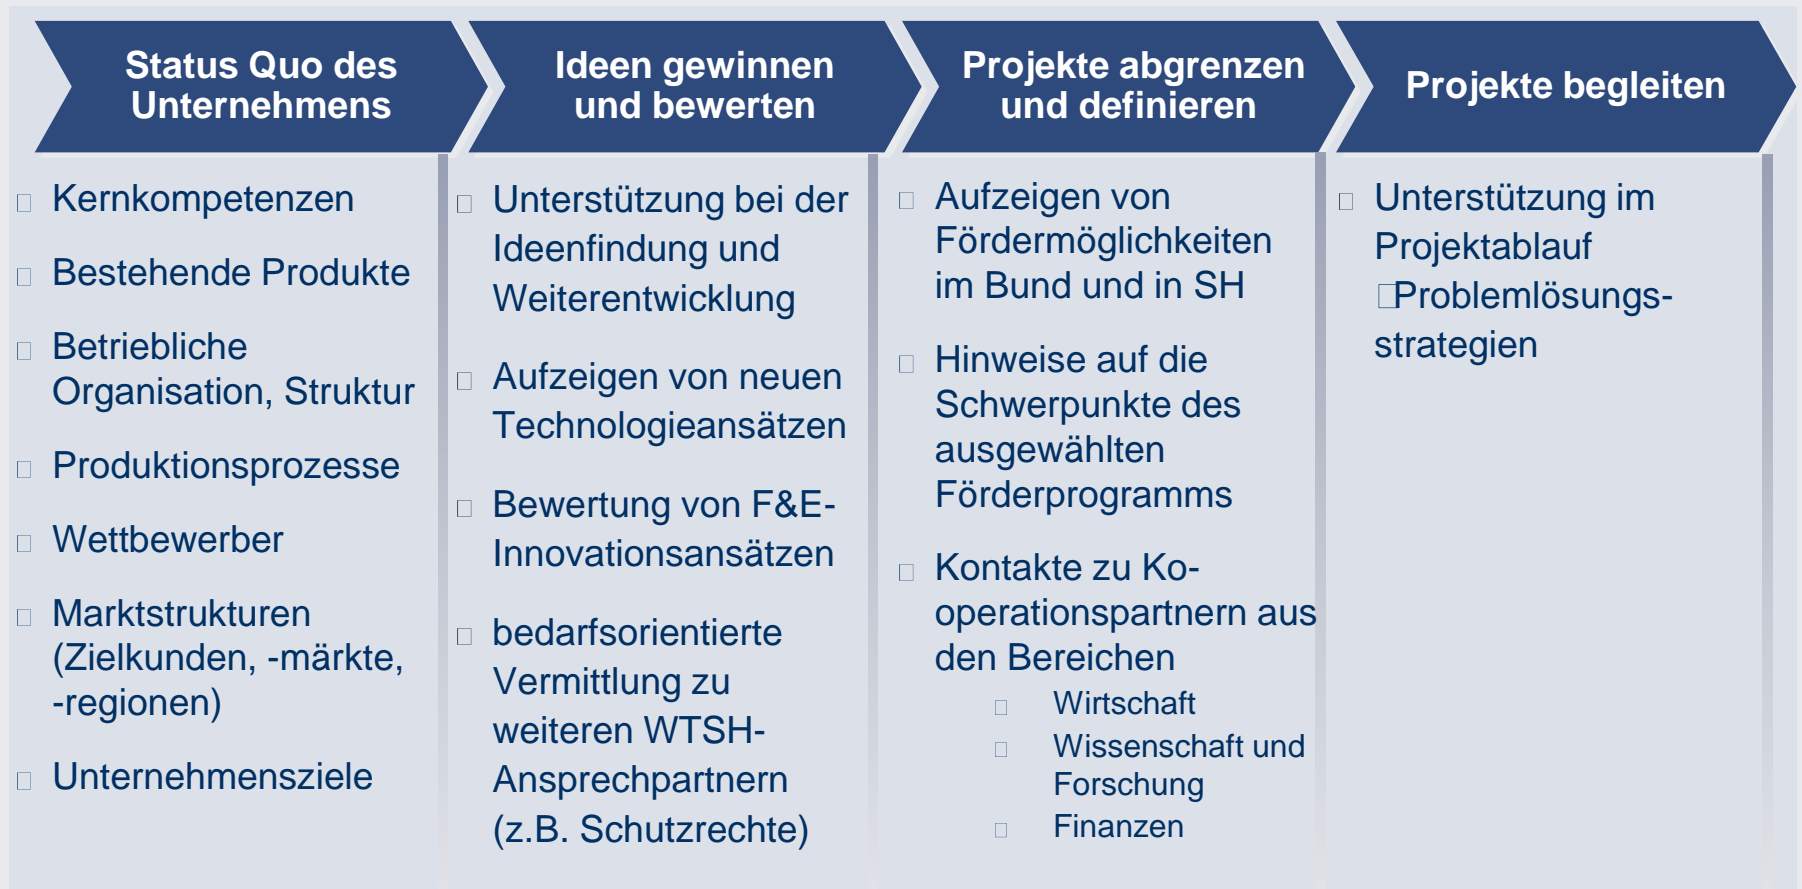 Status Quo des
Unternehmens
Kernkompetenzen
Bestehende Produkte
Betriebliche
Organisation, Struktur
Produktionsprozesse
Wettbewerber
Marktstrukturen
(Zielkunden, -märkte,
-regionen)
Unternehmensziele
Ideen gewinnen
und bewerten
Unterstützung bei der
Ideenfindung und
Weiterentwicklung
Aufzeigen von neuen
Technologieansätzen
Bewertung von F&E-
Innovationsansätzen
bedarfsorientierte
Vermittlung zu
weiteren WTSH-
Ansprechpartnern
(z.B. Schutzrechte)
Projekte abgrenzen
und definieren
Aufzeigen von
Fördermöglichkeiten
im Bund und in SH
Hinweise auf die
Schwerpunkte des
ausgewählten
Förderprogramms
Kontakte zu Ko-
operationspartnern aus
den Bereichen
Wirtschaft
Wissenschaft und
Forschung
Finanzen
Projekte begleiten
Unterstützung im
Projektablauf
Problemlösungs-
strategien